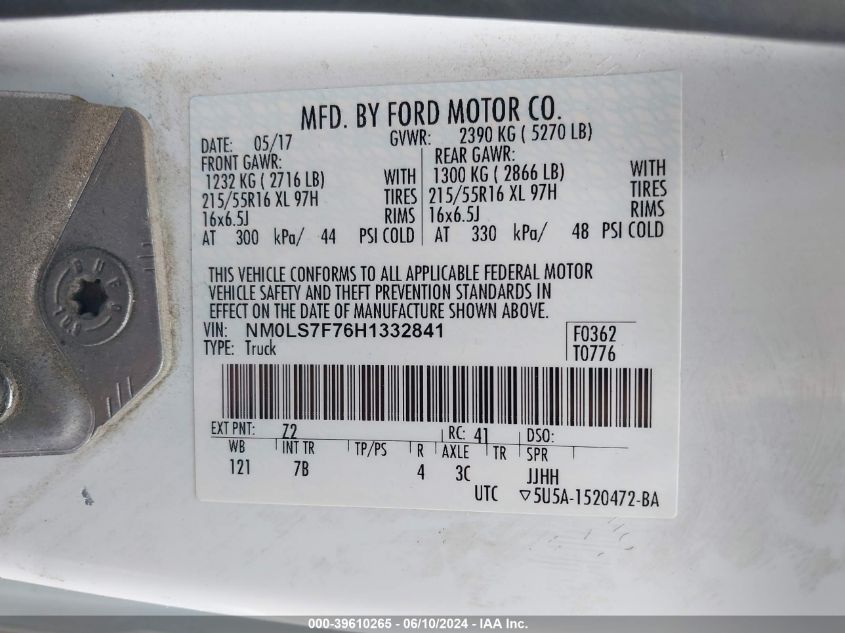 MFD. BY FORD MOTOR CO.
DATE: 05/17 GVWR: 2390 KG ( 5270 LB)
FRONT GAWR: REAR GAWR:
1232 KG ( 2716 LB) WITH 1300 KG ( 2866 LB) WITH
215/55R16 XL 97H TIRES 215/55R16 XL 97H TIRES
16x6.5J RIMS 16x6.5J RIMS
AT 300 kPa/ 44 PSI COLD AT 330 kPa/ 48 PSI COLD
THIS VEHICLE CONFORMS TO ALL APPLICABLE FEDERAL MOTOR
VEHICLE SAFETY AND THEFT PREVENTION STANDARDS IN
EFFECT ON THE DATE OF MANUFACTURE SHOWN ABOVE.
VIN: NM0LS7F76H1332841 F0362
TYPE: Truck T0776
EXT PNT: Z2 RC: 41 DSO:
WB INT TR TP/PS R AXLE TR SPR
121 7B 4 3C JJHH
UTC ▽5U5A-1520472-BA
000-39610265 - 06/10/2024 - IAA Inc.